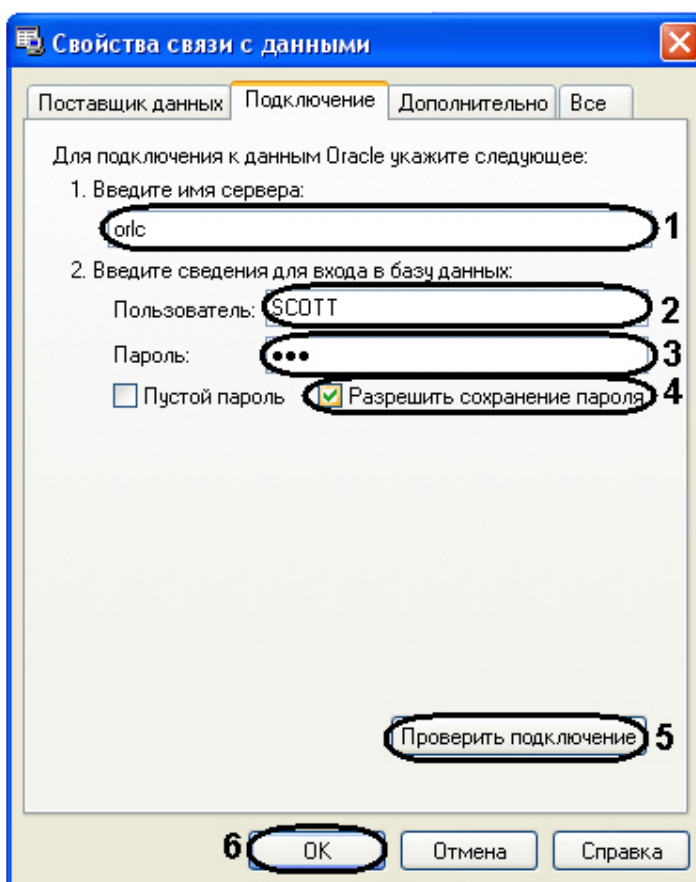 Свойства связи с данными
Поставщик данных Подключение Дополнительно Все
Для подключения к данным Oracle укажите следующее:
1. Введите имя сервера:
orlc 1
2. Введите сведения для входа в базу данных:
Пользователь: SCOTT 2
Пароль: ●●● 3
Пустой пароль Разрешить сохранение пароля 4
Проверить подключение 5
6 OK Отмена Справка